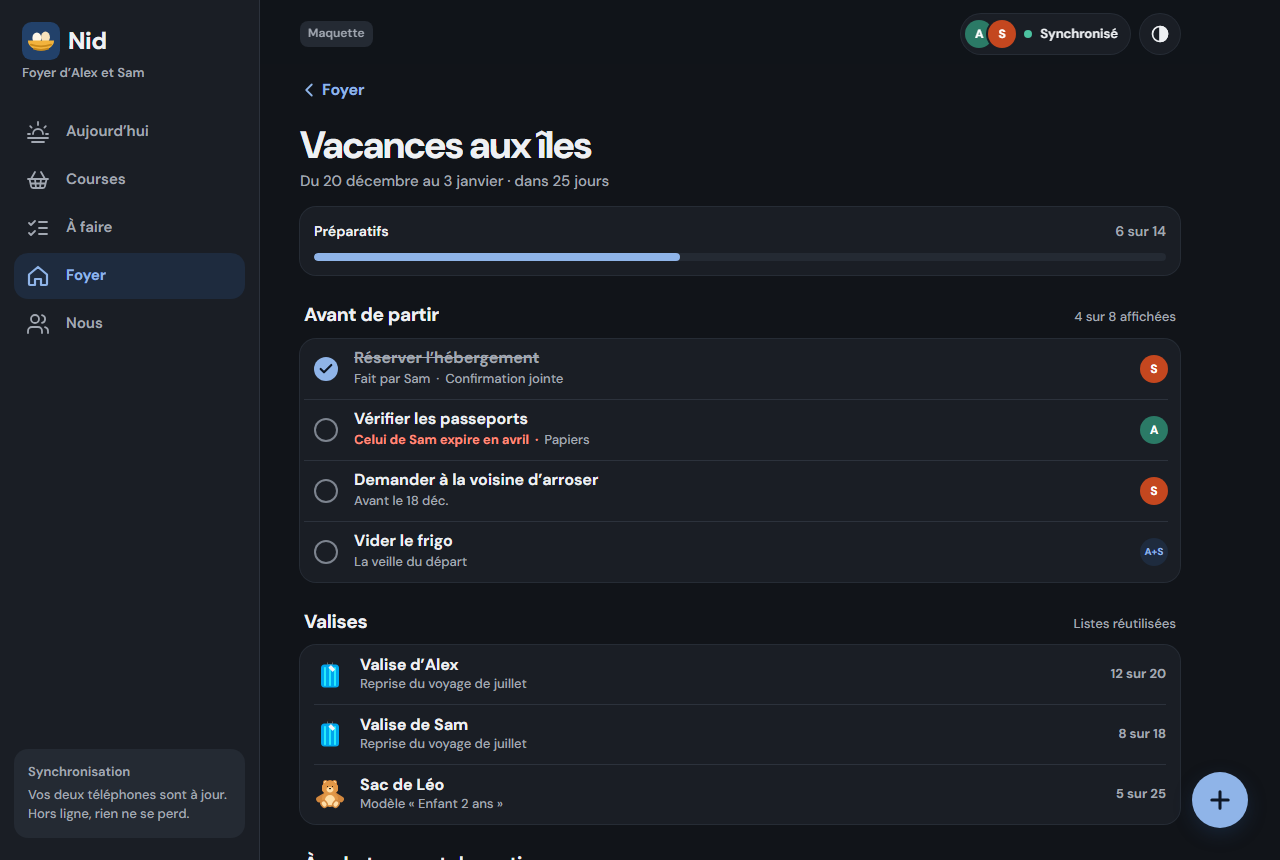 Nid
Foyer d’Alex et Sam
Aujourd’hui
Courses
À faire
Foyer
Nous
Synchronisation
Vos deux téléphones sont à jour.
Hors ligne, rien ne se perd.
Maquette
A S Synchronisé
Foyer
Vacances aux îles
Du 20 décembre au 3 janvier · dans 25 jours
Préparatifs 6 sur 14
Avant de partir 4 sur 8 affichées
Réserver l’hébergement
Fait par Sam · Confirmation jointe
S
Vérifier les passeports
Celui de Sam expire en avril · Papiers
A
Demander à la voisine d’arroser
Avant le 18 déc.
S
Vider le frigo
La veille du départ
A+S
Valises Listes réutilisées
Valise d’Alex
Reprise du voyage de juillet
12 sur 20
Valise de Sam
Reprise du voyage de juillet
8 sur 18
Sac de Léo
Modèle « Enfant 2 ans »
5 sur 25